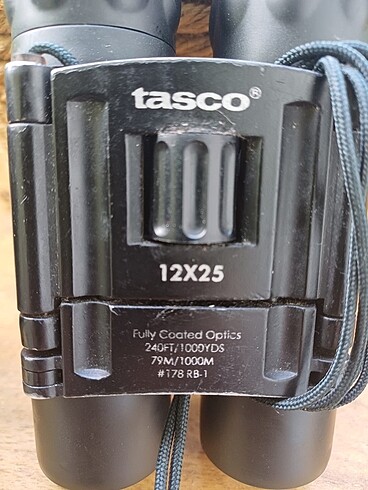 tasco®
12X25
Fully Coated Optics
240FT/1000YDS
79M/1000M
#178 RB-1